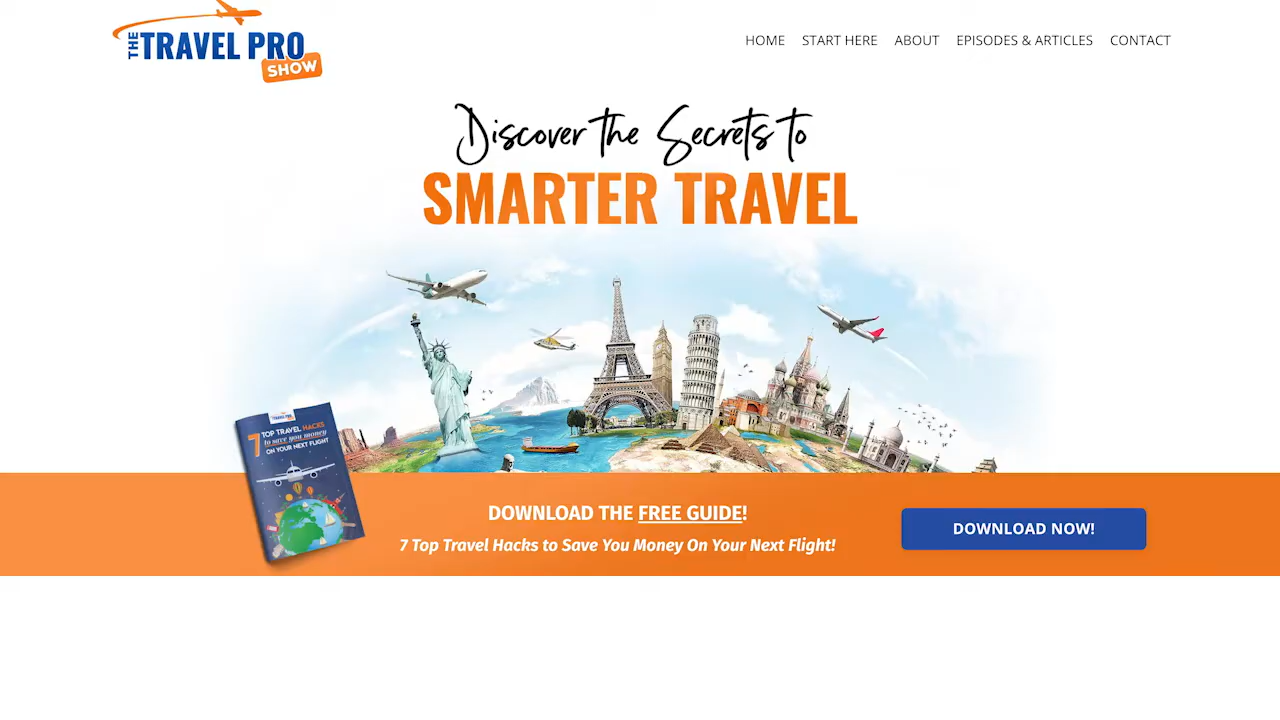 THE TRAVEL PRO
SHOW
HOME
START HERE
ABOUT
EPISODES & ARTICLES
CONTACT
Discover the Secrets to
SMARTER TRAVEL
TRAVEL PRO
7 TOP TRAVEL HACKS
to save you money
ON YOUR NEXT FLIGHT
DOWNLOAD THE FREE GUIDE!
7 Top Travel Hacks to Save You Money On Your Next Flight!
DOWNLOAD NOW!